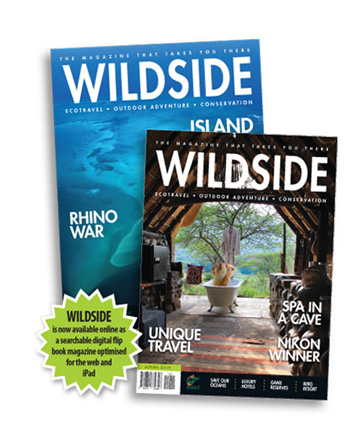 THE MAGAZINE THAT TAKES YOU THERE
WILDSIDE
ECOTRAVEL • OUTDOOR ADVENTURE • CONSERVATION
ISLAND
RHINO
WAR
THE MAGAZINE THAT TAKES YOU THERE
WILDSIDE
ECOTRAVEL • OUTDOOR ADVENTURE • CONSERVATION
SPA IN
A CAVE
UNIQUE
TRAVEL
NIKON
WINNER
SAVE OUR
OCEANS
LUXURY
HOTELS
GAME
RESERVES
BERG
RESORT
WILDSIDE
is now available online as
a searchable digital flip
book magazine optimised
for the web and
iPad